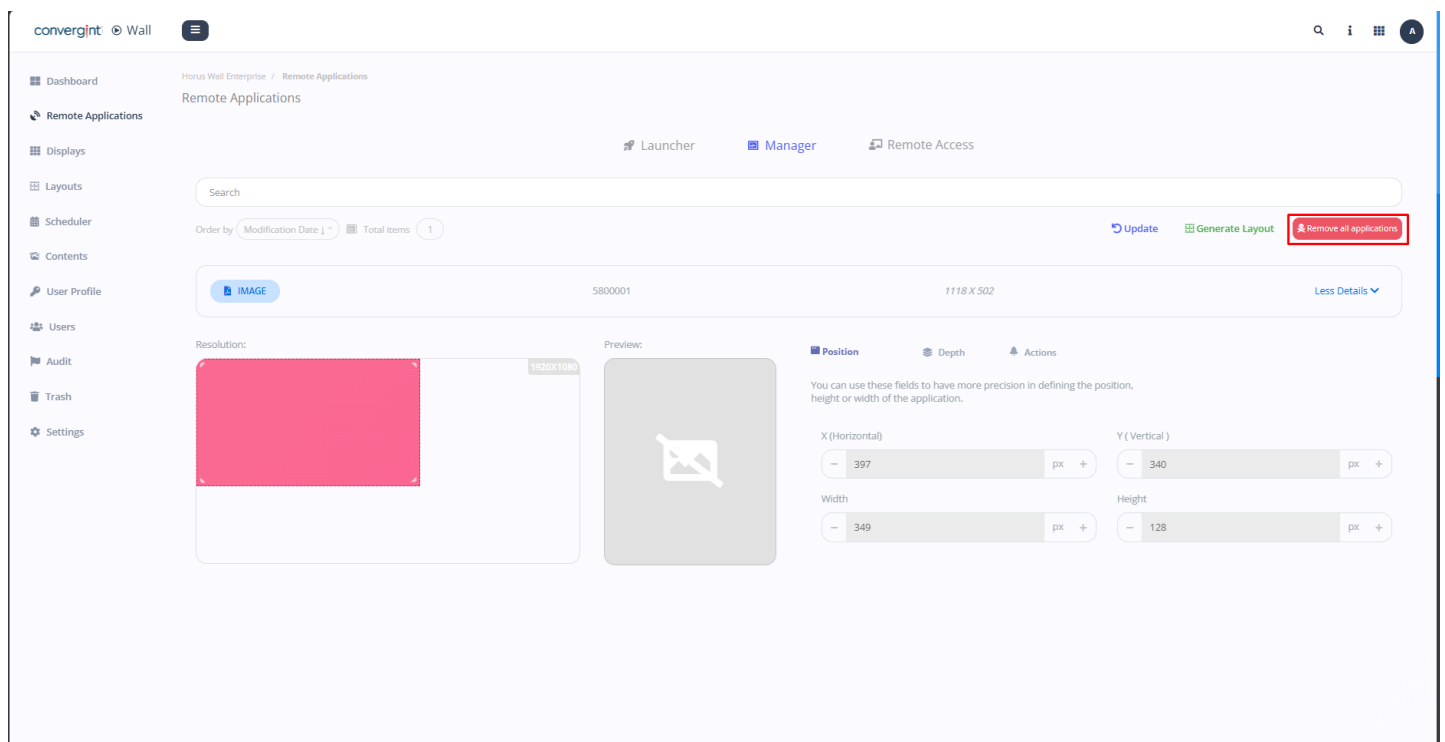 convergint Wall
A
Dashboard
Remote Applications
Displays
Layouts
Scheduler
Contents
User Profile
Users
Audit
Trash
Settings
Horus Wall Enterprise / Remote Applications
Remote Applications
Launcher Manager Remote Access
Search
Order by Modification Date ↓ Total items 1
Update Generate Layout Remove all applications
IMAGE 5800001 1118 X 502 Less Details
Resolution:
1920X1080
Preview:
Position Depth Actions
You can use these fields to have more precision in defining the position,
height or width of the application.
X (Horizontal) Y ( Vertical )
− 397 px + − 340 px +
Width Height
− 349 px + − 128 px +